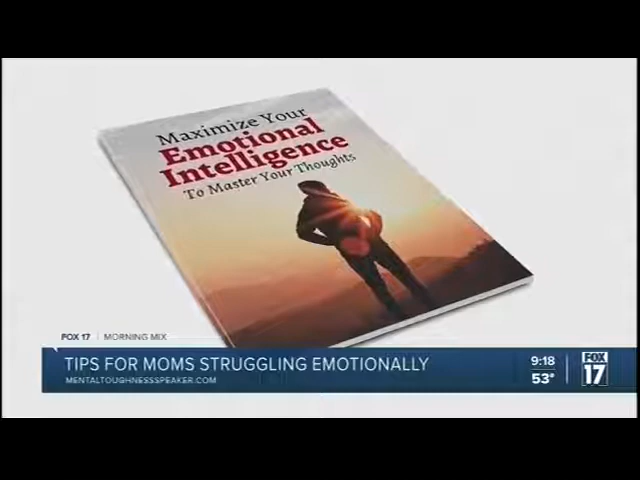 Maximize Your
Emotional
Intelligence
To Master Your Thoughts
FOX 17 | MORNING MIX
TIPS FOR MOMS STRUGGLING EMOTIONALLY
MENTALTOUGHNESSSPEAKER.COM
9:18
53°
FOX
17